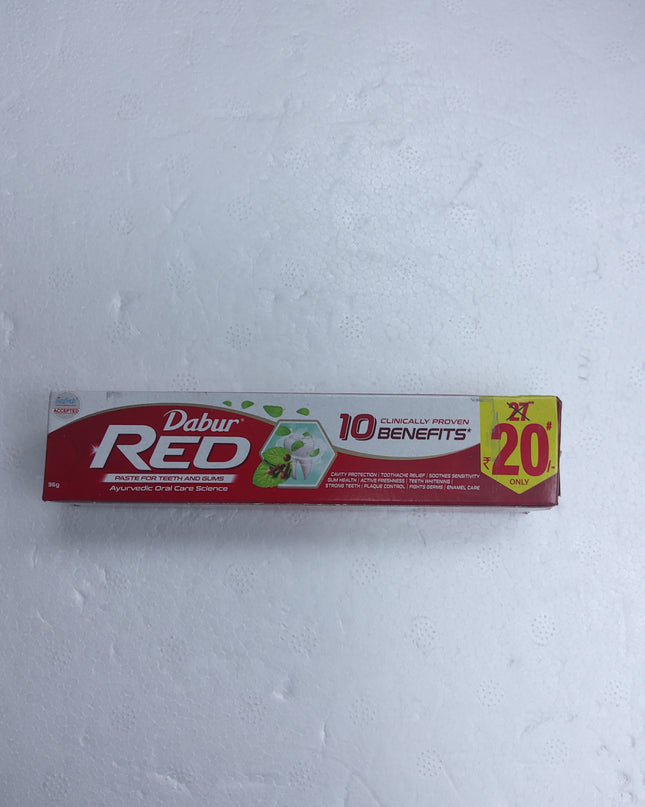 ACCEPTED
Dabur
RED
PASTE FOR TEETH AND GUMS
Ayurvedic Oral Care Science
36g
10 CLINICALLY PROVEN
BENEFITS*
CAVITY PROTECTION | TOOTHACHE RELIEF | SOOTHES SENSITIVITY
GUM HEALTH | ACTIVE FRESHNESS | TEETH WHITENING |
STRONG TEETH | PLAQUE CONTROL | FIGHTS GERMS | ENAMEL CARE
27
₹20#/-
ONLY